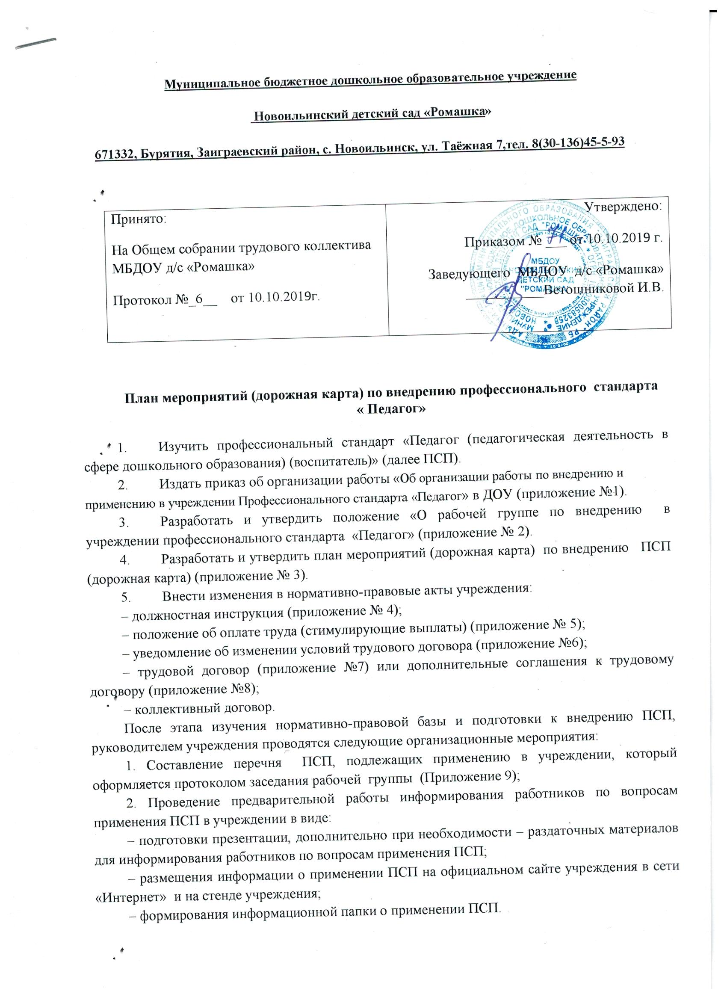 Муниципальное бюджетное дошкольное образовательное учреждение
Новоильинский детский сад «Ромашка»
671332, Бурятия, Заиграевский район, с. Новоильинск, ул. Таёжная 7,тел. 8(30-136)45-5-93
Принято:
На Общем собрании трудового коллектива
МБДОУ д/с «Ромашка»
Протокол №_6__ от 10.10.2019г.
Утверждено:
Приказом № ___ от 10.10.2019 г.
Заведующего МБДОУ д/с «Ромашка»
____________Ветошниковой И.В.
МБДОУ
НОВОИЛЬИНСКИЙ
ДЕТСКИЙ САД
"РОМАШКА"
План мероприятий (дорожная карта) по внедрению профессионального стандарта
« Педагог»
1. Изучить профессиональный стандарт «Педагог (педагогическая деятельность в
сфере дошкольного образования) (воспитатель)» (далее ПСП).
2. Издать приказ об организации работы «Об организации работы по внедрению и
применению в учреждении Профессионального стандарта «Педагог» в ДОУ (приложение №1).
3. Разработать и утвердить положение «О рабочей группе по внедрению в
учреждении профессионального стандарта «Педагог» (приложение № 2).
4. Разработать и утвердить план мероприятий (дорожная карта) по внедрению ПСП
(дорожная карта) (приложение № 3).
5. Внести изменения в нормативно-правовые акты учреждения:
– должностная инструкция (приложение № 4);
– положение об оплате труда (стимулирующие выплаты) (приложение № 5);
– уведомление об изменении условий трудового договора (приложение №6);
– трудовой договор (приложение №7) или дополнительные соглашения к трудовому
договору (приложение №8);
– коллективный договор.
После этапа изучения нормативно-правовой базы и подготовки к внедрению ПСП,
руководителем учреждения проводятся следующие организационные мероприятия:
1. Составление перечня ПСП, подлежащих применению в учреждении, который
оформляется протоколом заседания рабочей группы (Приложение 9);
2. Проведение предварительной работы информирования работников по вопросам
применения ПСП в учреждении в виде:
– подготовки презентации, дополнительно при необходимости – раздаточных материалов
для информирования работников по вопросам применения ПСП;
– размещения информации о применении ПСП на официальном сайте учреждения в сети
«Интернет» и на стенде учреждения;
– формирования информационной папки о применении ПСП.